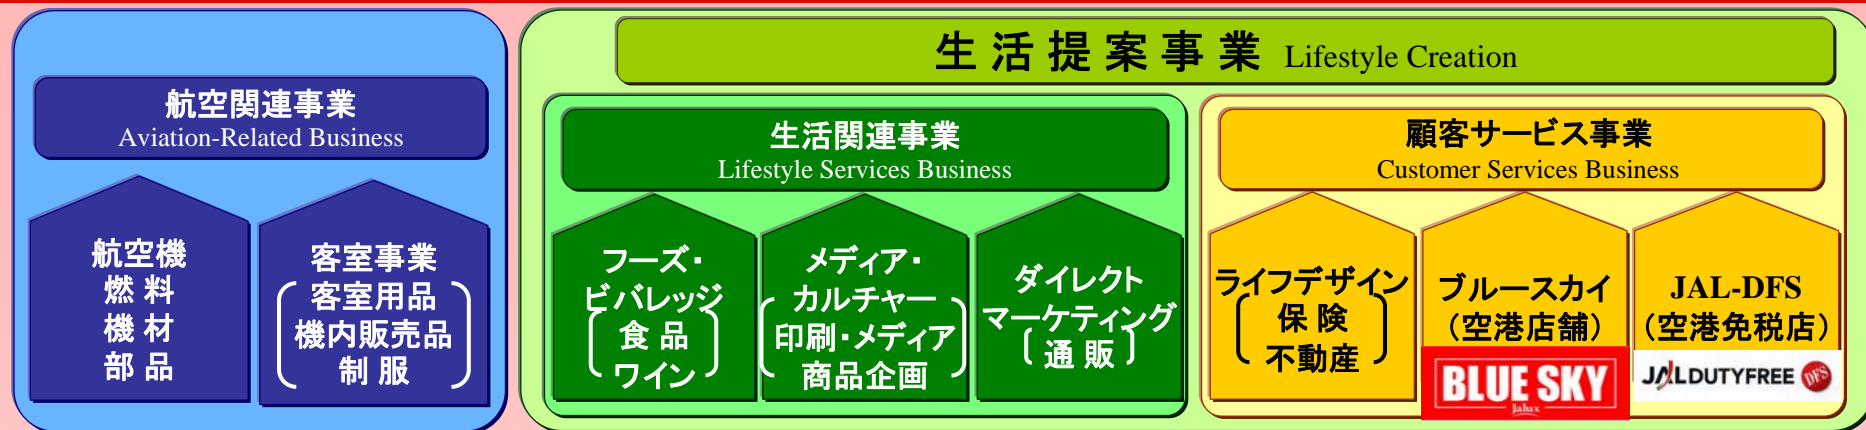 航空関連事業
Aviation-Related Business
航空機
燃 料
機 材
部 品
客室事業
客室用品
機内販売品
制 服
生 活 提 案 事 業 Lifestyle Creation
生活関連事業
Lifestyle Services Business
フーズ・
ビバレッジ
食 品
ワイン
メディア・
カルチャー
印刷・メディア
商品企画
ダイレクト
マーケティング
通 販
顧客サービス事業
Customer Services Business
ライフデザイン
保 険
不動産
ブルースカイ
（空港店舗）
BLUE SKY
Jalux
JAL-DFS
（空港免税店）
JALDUTYFREE DFS